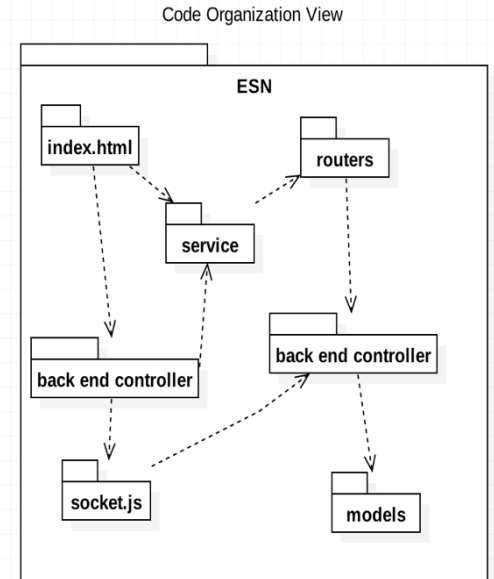 Code Organization View
ESN
index.html
routers
service
back end controller
back end controller
socket.js
models